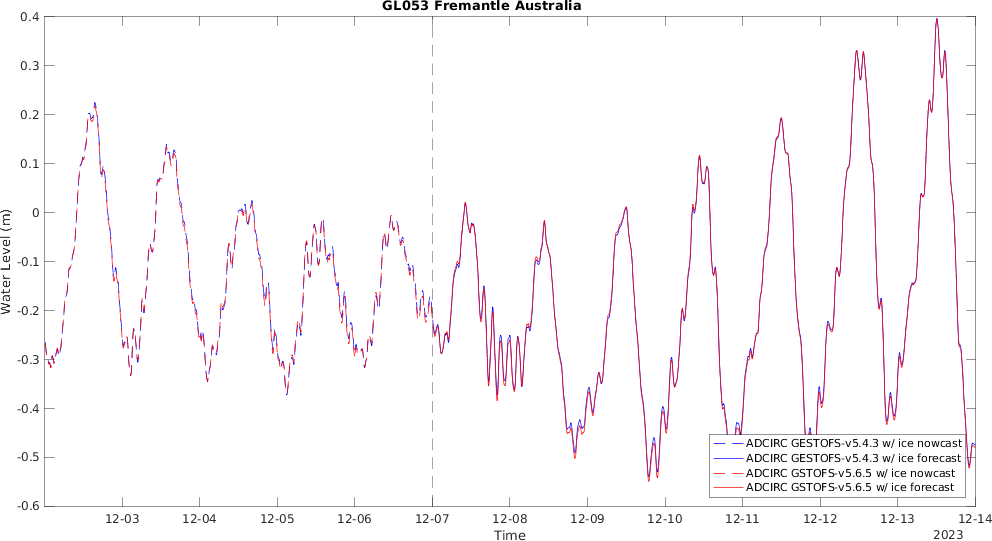 GL053 Fremantle Australia
0.4
0.3
0.2
0.1
0
-0.1
-0.2
-0.3
-0.4
-0.5
-0.6
Water Level (m)
ADCIRC GESTOFS-v5.4.3 w/ ice nowcast
ADCIRC GESTOFS-v5.4.3 w/ ice forecast
ADCIRC GSTOFS-v5.6.5 w/ ice nowcast
ADCIRC GSTOFS-v5.6.5 w/ ice forecast
12-03 12-04 12-05 12-06 12-07 12-08 12-09 12-10 12-11 12-12 12-13 12-14
Time
2023